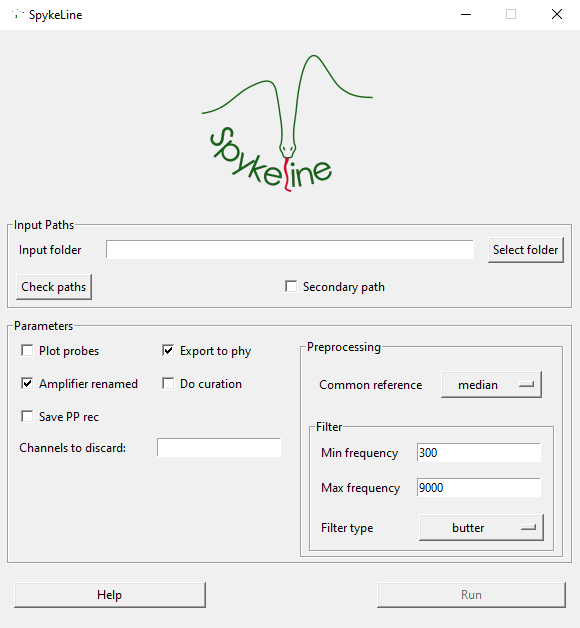 SpykeLine
Spykeline
Input Paths
Input folder
Select folder
Check paths
Secondary path
Parameters
Plot probes
Export to phy
Amplifier renamed
Do curation
Save PP rec
Channels to discard:
Preprocessing
Common reference
median
Filter
Min frequency
300
Max frequency
9000
Filter type
butter
Help
Run